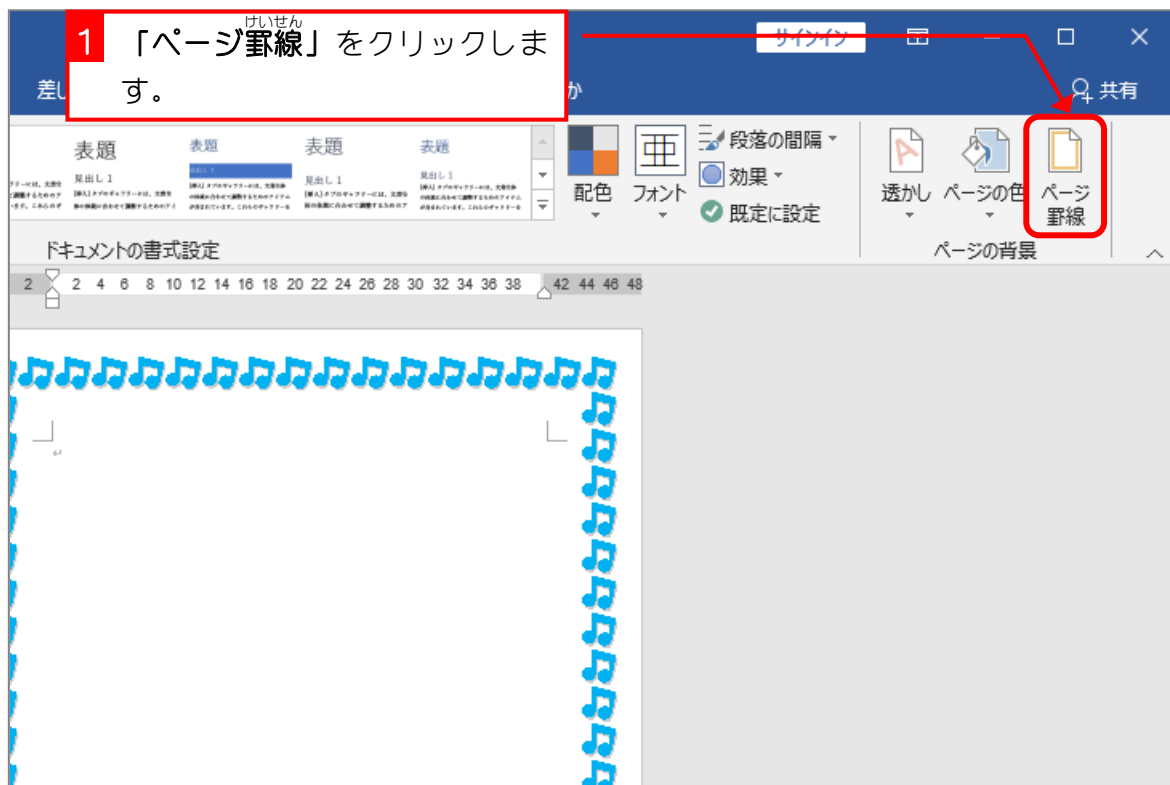 けいせん
1 「ページ罫線」をクリックしま
す。
サインイン
差し
か
共有
表題
見出し 1
表題
見出し 1
表題
見出し 1
表題
見出し 1
配色
フォント
亜
段落の間隔
効果
既定に設定
透かし
ページの色
ページ
罫線
ドキュメントの書式設定
ページの背景
2 2 4 6 8 10 12 14 16 18 20 22 24 26 28 30 32 34 36 38 42 44 46 48